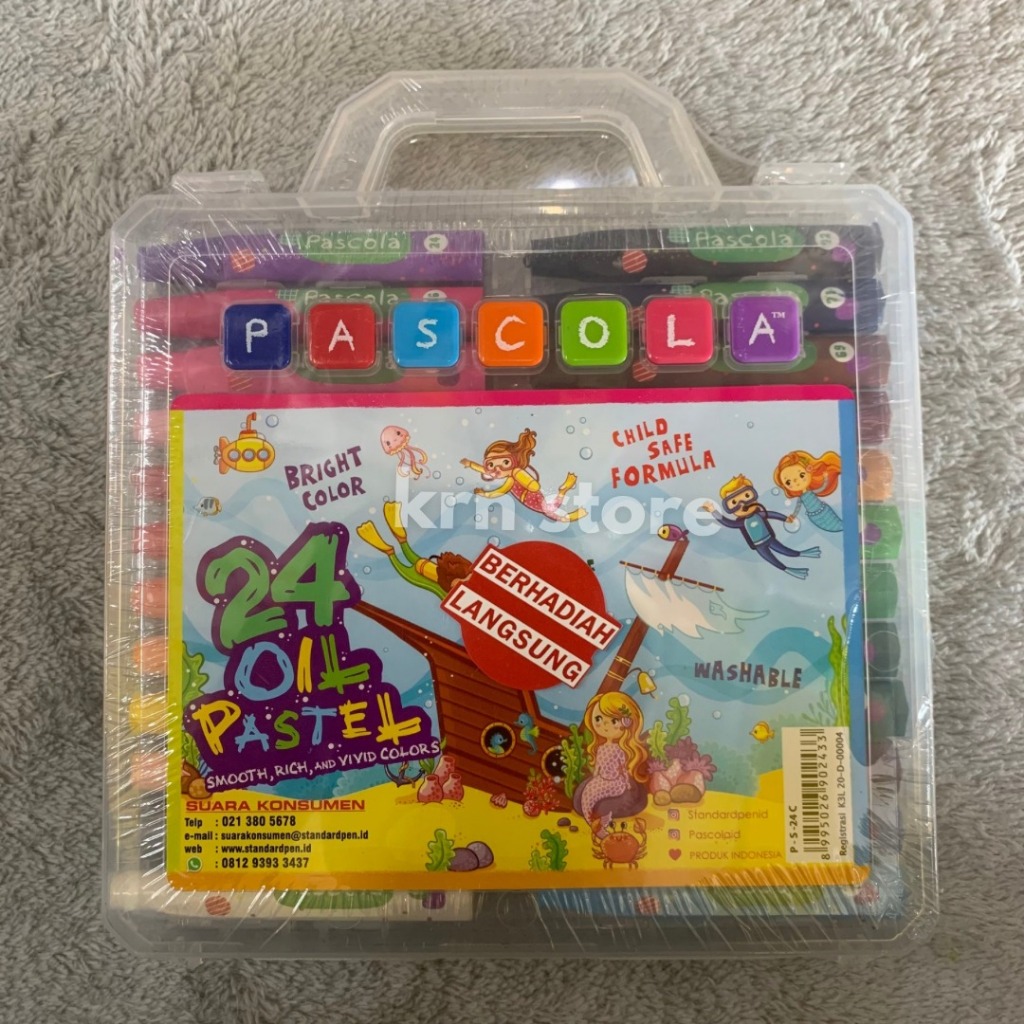 Pascola
Pascola
Pascola
PASCOLA™
BRIGHT
COLOR
CHILD
SAFE
FORMULA
krn store
24
OIL
PASTEL
SMOOTH, RICH, AND VIVID COLORS
BERHADIAH
LANGSUNG
WASHABLE
SUARA KONSUMEN
Telp : 021 380 5678
e-mail : suarakonsumen@standardpen.id
web : www.standardpen.id
: 0812 9393 3437
Standardpenid
Pascolaid
PRODUK INDONESIA
P-S-24C
8995026902433
Registrasi K3L 20-D-00004